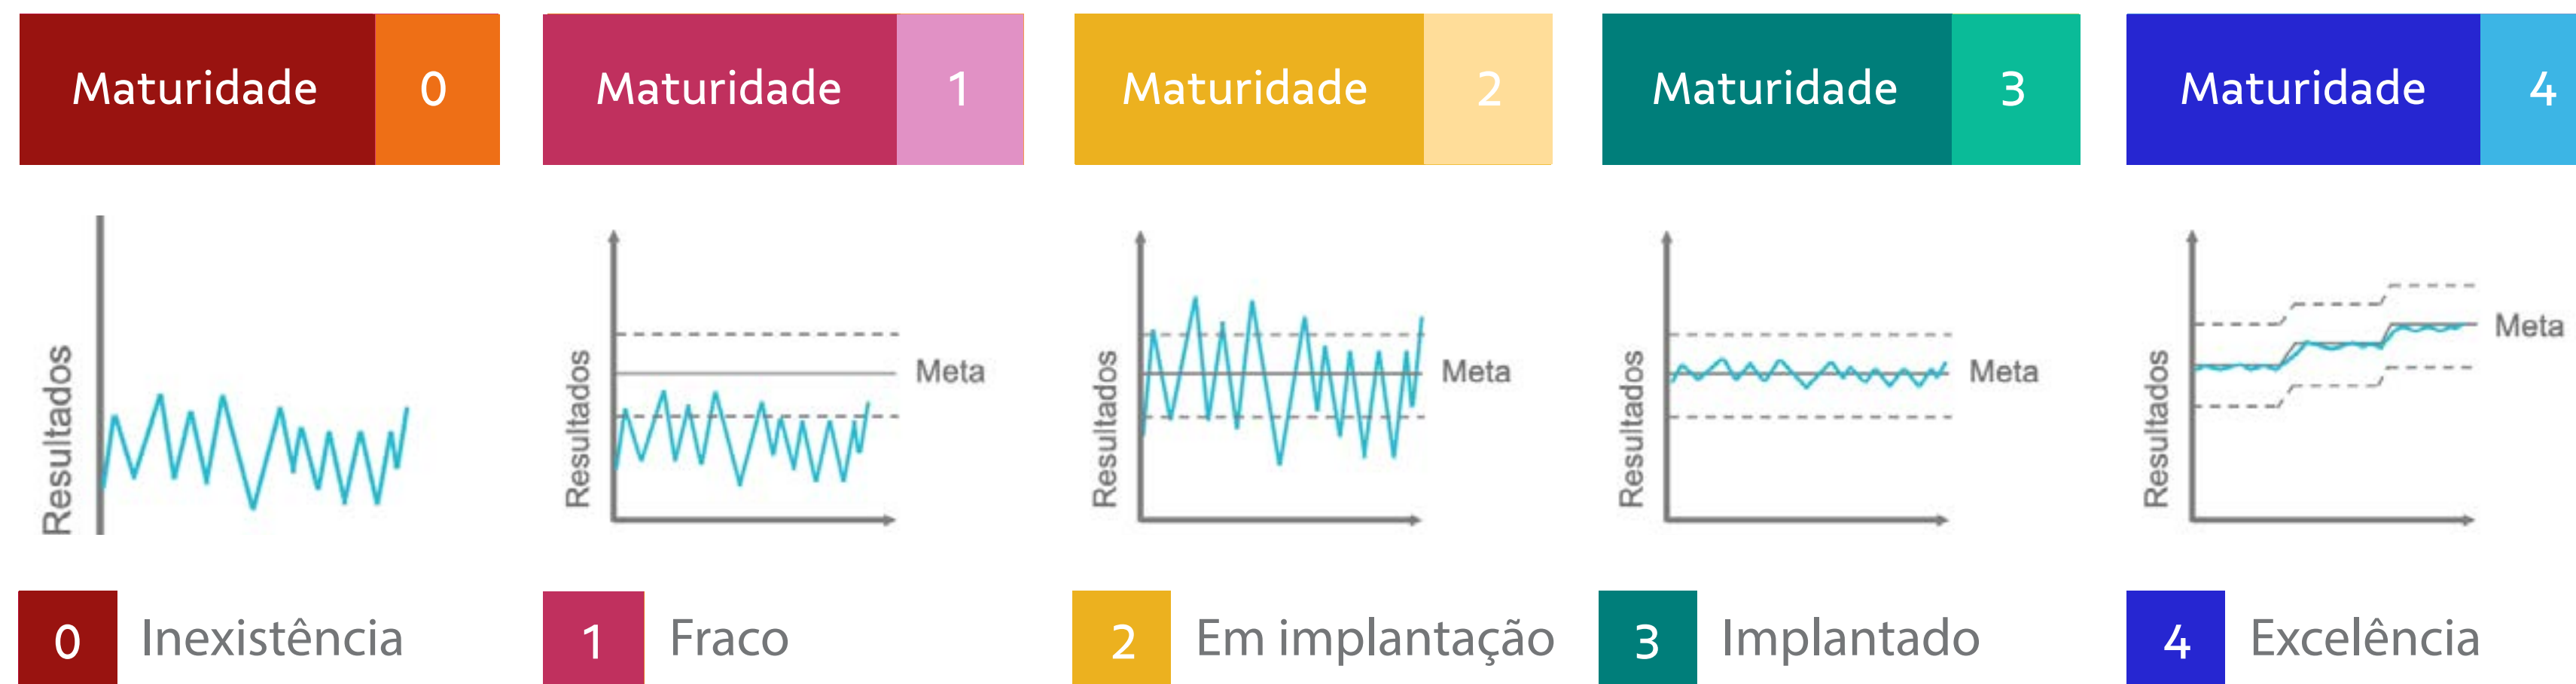 Maturidade 0
Maturidade 1
Maturidade 2
Maturidade 3
Maturidade 4
Resultados
Resultados
Meta
Resultados
Meta
Resultados
Meta
Resultados
Meta
0 Inexistência
1 Fraco
2 Em implantação
3 Implantado
4 Excelência